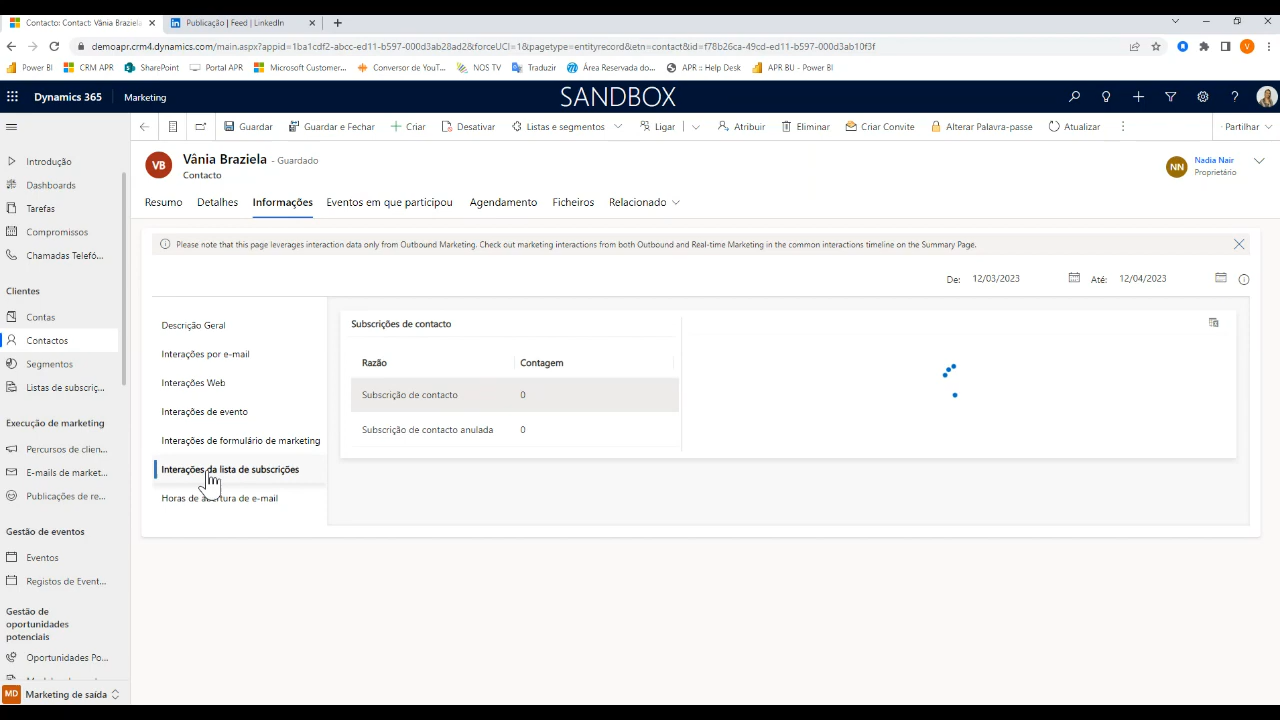 Contacto: Contact: Vânia Braziela
Publicação | Feed | LinkedIn
demoapr.crm4.dynamics.com/main.aspx?appid=1ba1cdf2-abcc-ed11-b597-000d3ab28ad2&forceUCI=1&pagetype=entityrecord&etn=contact&id=f78b26ca-49cd-ed11-b597-000d3ab10f3f
V
Power BI
CRM APR
SharePoint
Portal APR
Microsoft Customer...
Conversor de YouT...
NOS TV
Traduzir
Área Reservada do...
APR :: Help Desk
APR BU - Power BI
Dynamics 365
Marketing
SANDBOX
Guardar
Guardar e Fechar
Criar
Desativar
Listas e segmentos
Ligar
Atribuir
Eliminar
Criar Convite
Alterar Palavra-passe
Atualizar
Partilhar
Introdução
Dashboards
Tarefas
Compromissos
Chamadas Telefó...
Clientes
Contas
Contactos
Segmentos
Listas de subscriç...
Execução de marketing
Percursos de clien...
E-mails de market...
Publicações de re...
Gestão de eventos
Eventos
Registos de Event...
Gestão de
oportunidades
potenciais
Oportunidades Po...
MD Marketing de saída
VB
Vânia Braziela - Guardado
Contacto
NN
Nadia Nair
Proprietário
Resumo
Detalhes
Informações
Eventos em que participou
Agendamento
Ficheiros
Relacionado
Please note that this page leverages interaction data only from Outbound Marketing. Check out marketing interactions from both Outbound and Real-time Marketing in the common interactions timeline on the Summary Page.
De: 12/03/2023
Até: 12/04/2023
Descrição Geral
Interações por e-mail
Interações Web
Interações de evento
Interações de formulário de marketing
Interações da lista de subscrições
Horas de abertura de e-mail
Subscrições de contacto
Razão Contagem
Subscrição de contacto 0
Subscrição de contacto anulada 0